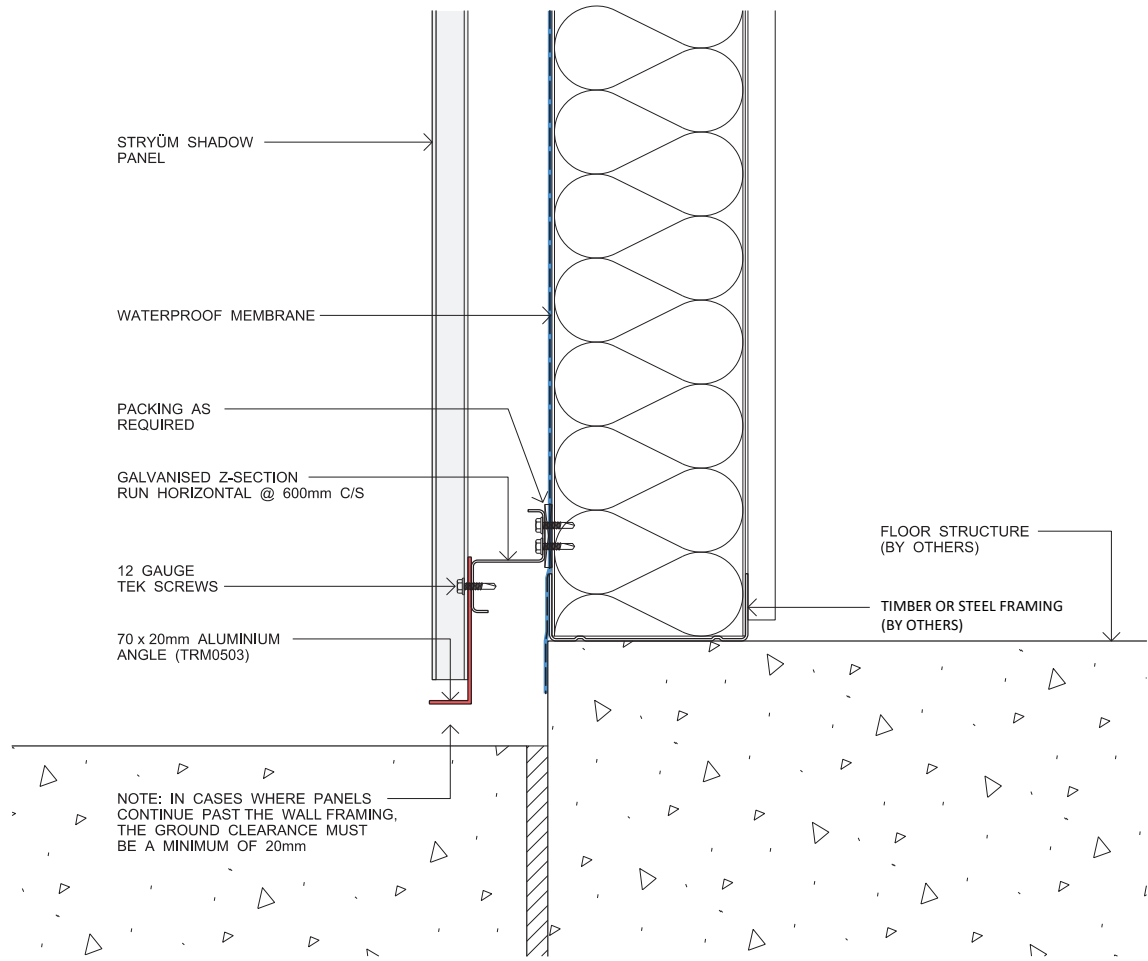 STRYÜM SHADOW
PANEL
WATERPROOF MEMBRANE
PACKING AS
REQUIRED
GALVANISED Z-SECTION
RUN HORIZONTAL @ 600mm C/S
12 GAUGE
TEK SCREWS
70 x 20mm ALUMINIUM
ANGLE (TRM0503)
NOTE: IN CASES WHERE PANELS
CONTINUE PAST THE WALL FRAMING,
THE GROUND CLEARANCE MUST
BE A MINIMUM OF 20mm
FLOOR STRUCTURE
(BY OTHERS)
TIMBER OR STEEL FRAMING
(BY OTHERS)